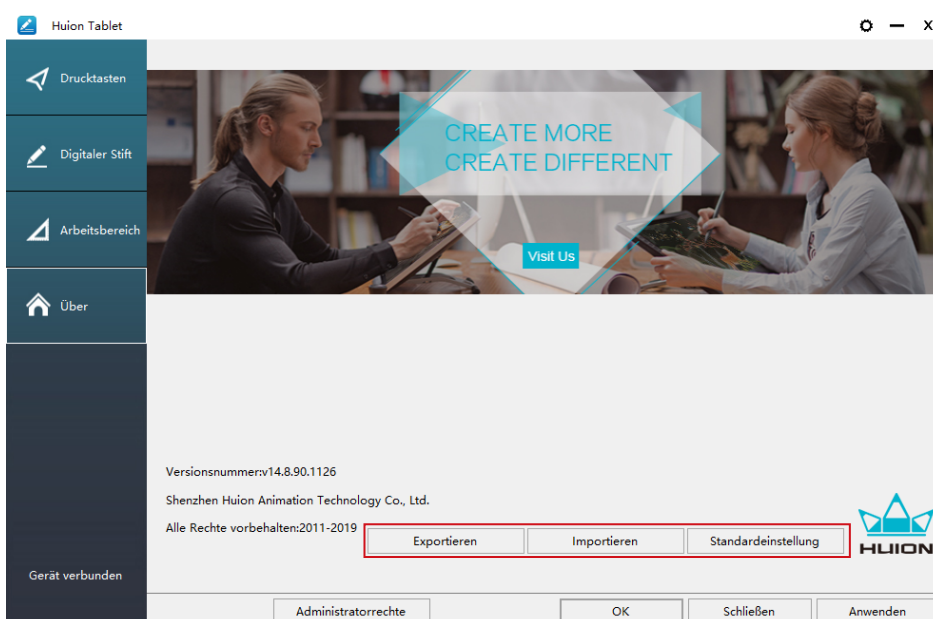 Huion Tablet
Drucktasten
Digitaler Stift
Arbeitsbereich
Über
CREATE MORE
CREATE DIFFERENT
Visit Us
Versionsnummer:v14.8.90.1126
Shenzhen Huion Animation Technology Co., Ltd.
Alle Rechte vorbehalten:2011-2019
Exportieren
Importieren
Standardeinstellung
HUION
Gerät verbunden
Administratorrechte
OK
Schließen
Anwenden